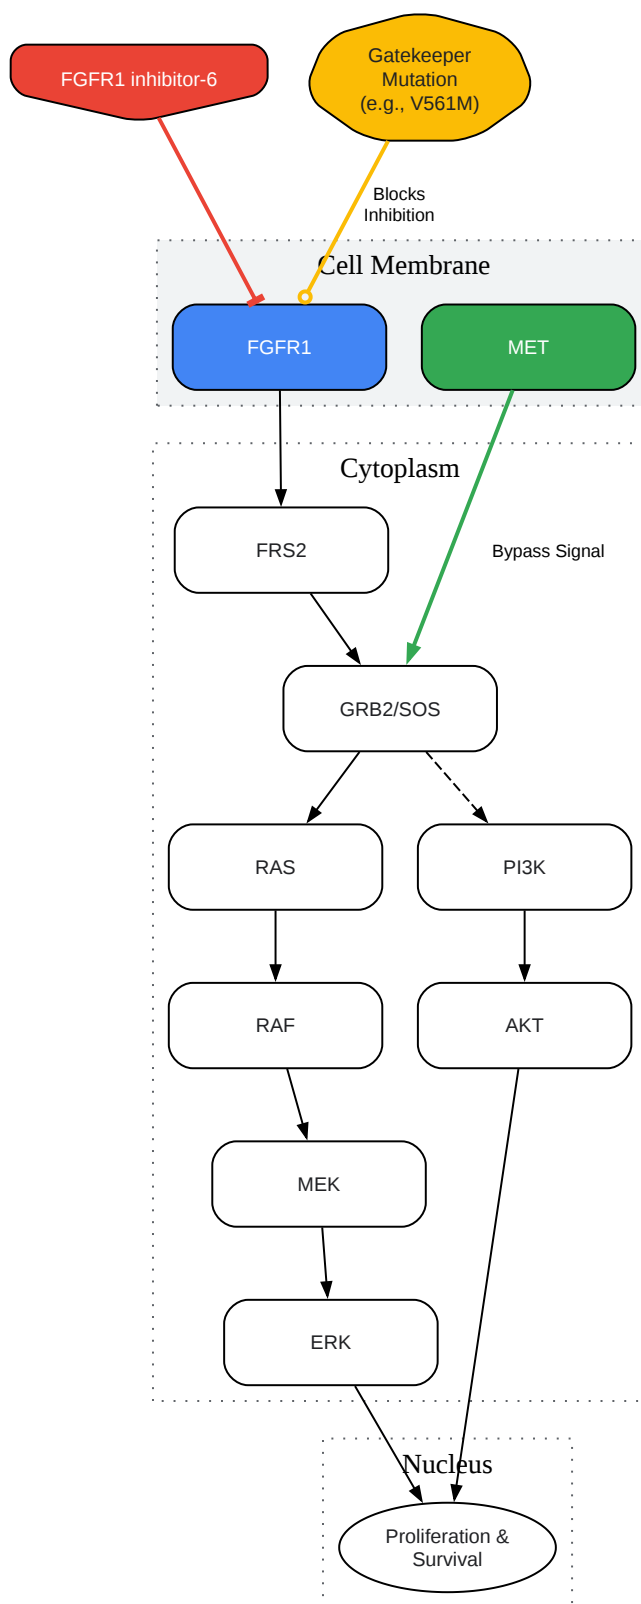 FGFR1 inhibitor-6
Gatekeeper
Mutation
(e.g., V561M)
Blocks
Inhibition
Cell Membrane
FGFR1
MET
Cytoplasm
FRS2
Bypass Signal
GRB2/SOS
RAS
PI3K
RAF
AKT
MEK
ERK
Nucleus
Proliferation &
Survival